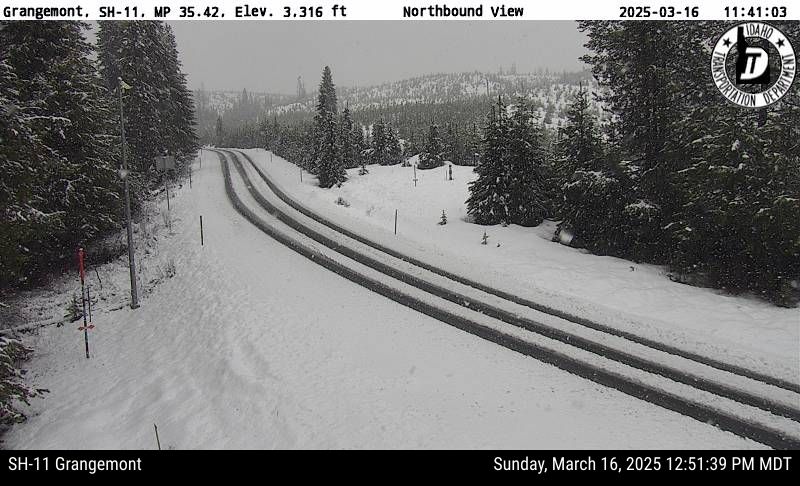 Grangemont, SH-11, MP 35.42, Elev. 3,316 ft Northbound View 2025-03-16 11:41:03
IDAHO
TRANSPORTATION DEPARTMENT
SH-11 Grangemont Sunday, March 16, 2025 12:51:39 PM MDT